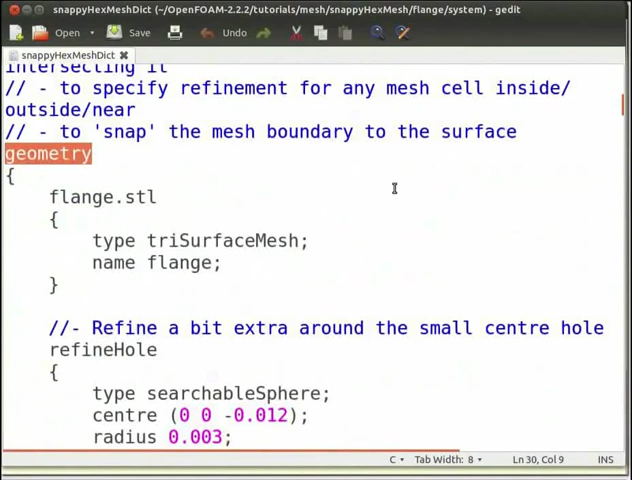 snappyHexMeshDict (~/OpenFOAM-2.2.2/tutorials/mesh/snappyHexMesh/flange/system) - gedit
Open Save Undo
snappyHexMeshDict
intersecting it
// - to specify refinement for any mesh cell inside/
outside/near
// - to 'snap' the mesh boundary to the surface
geometry
{
flange.stl
{
type triSurfaceMesh;
name flange;
}
//- Refine a bit extra around the small centre hole
refineHole
{
type searchableSphere;
centre (0 0 -0.012);
radius 0.003;
C Tab Width: 8 Ln 30, Col 9 INS